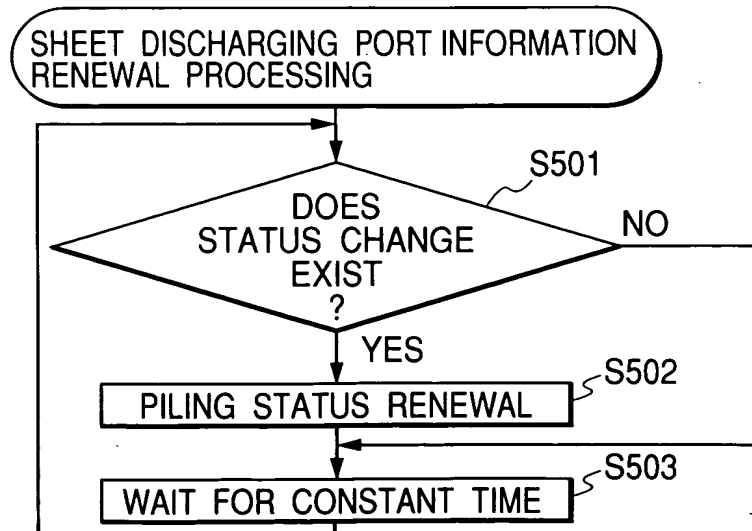 SHEET DISCHARGING PORT INFORMATION
RENEWAL PROCESSING
S501
DOES
STATUS CHANGE
EXIST
?
NO
YES
S502
PILING STATUS RENEWAL
S503
WAIT FOR CONSTANT TIME